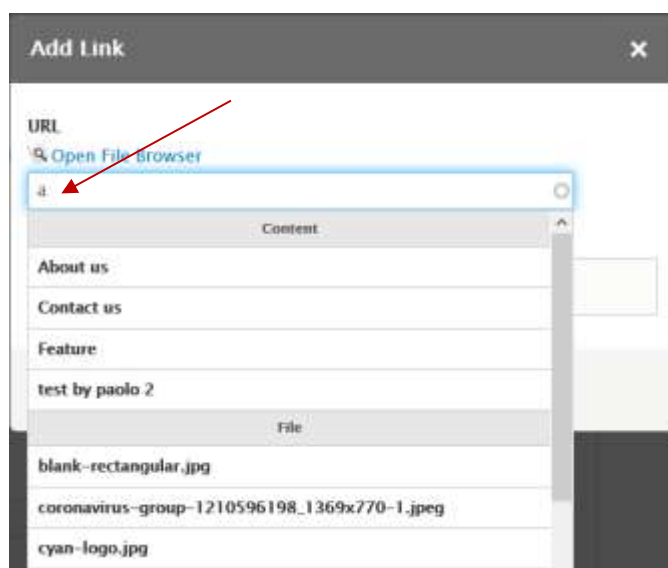 Add Link
URL
Open File Browser
a
Content
About us
Contact us
Feature
test by paolo 2
File
blank-rectangular.jpg
coronavirus-group-1210596198_1369x770-1.jpeg
cyan-logo.jpg